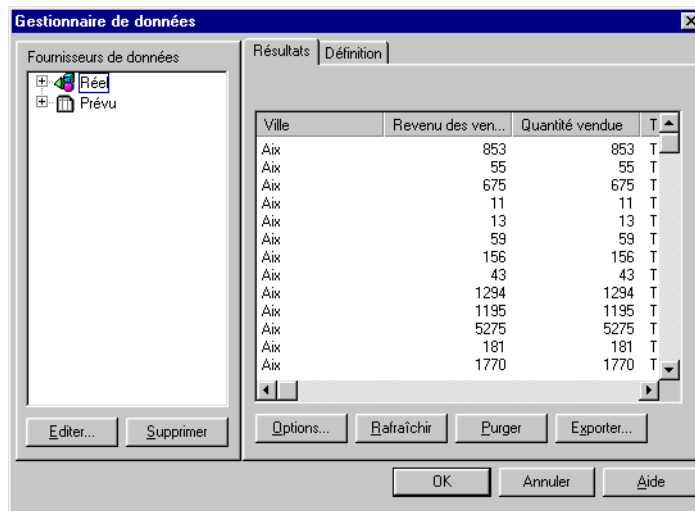 Gestionnaire de données
Fournisseurs de données
Réel
Prévu
Editer... Supprimer
Résultats Définition
Ville Revenu des ven... Quantité vendue T
Aix 853 853 T
Aix 55 55 T
Aix 675 675 T
Aix 11 11 T
Aix 13 13 T
Aix 59 59 T
Aix 156 156 T
Aix 43 43 T
Aix 1294 1294 T
Aix 1195 1195 T
Aix 5275 5275 T
Aix 181 181 T
Aix 1770 1770 T
Options... Rafraîchir Purger Exporter...
OK Annuler Aide